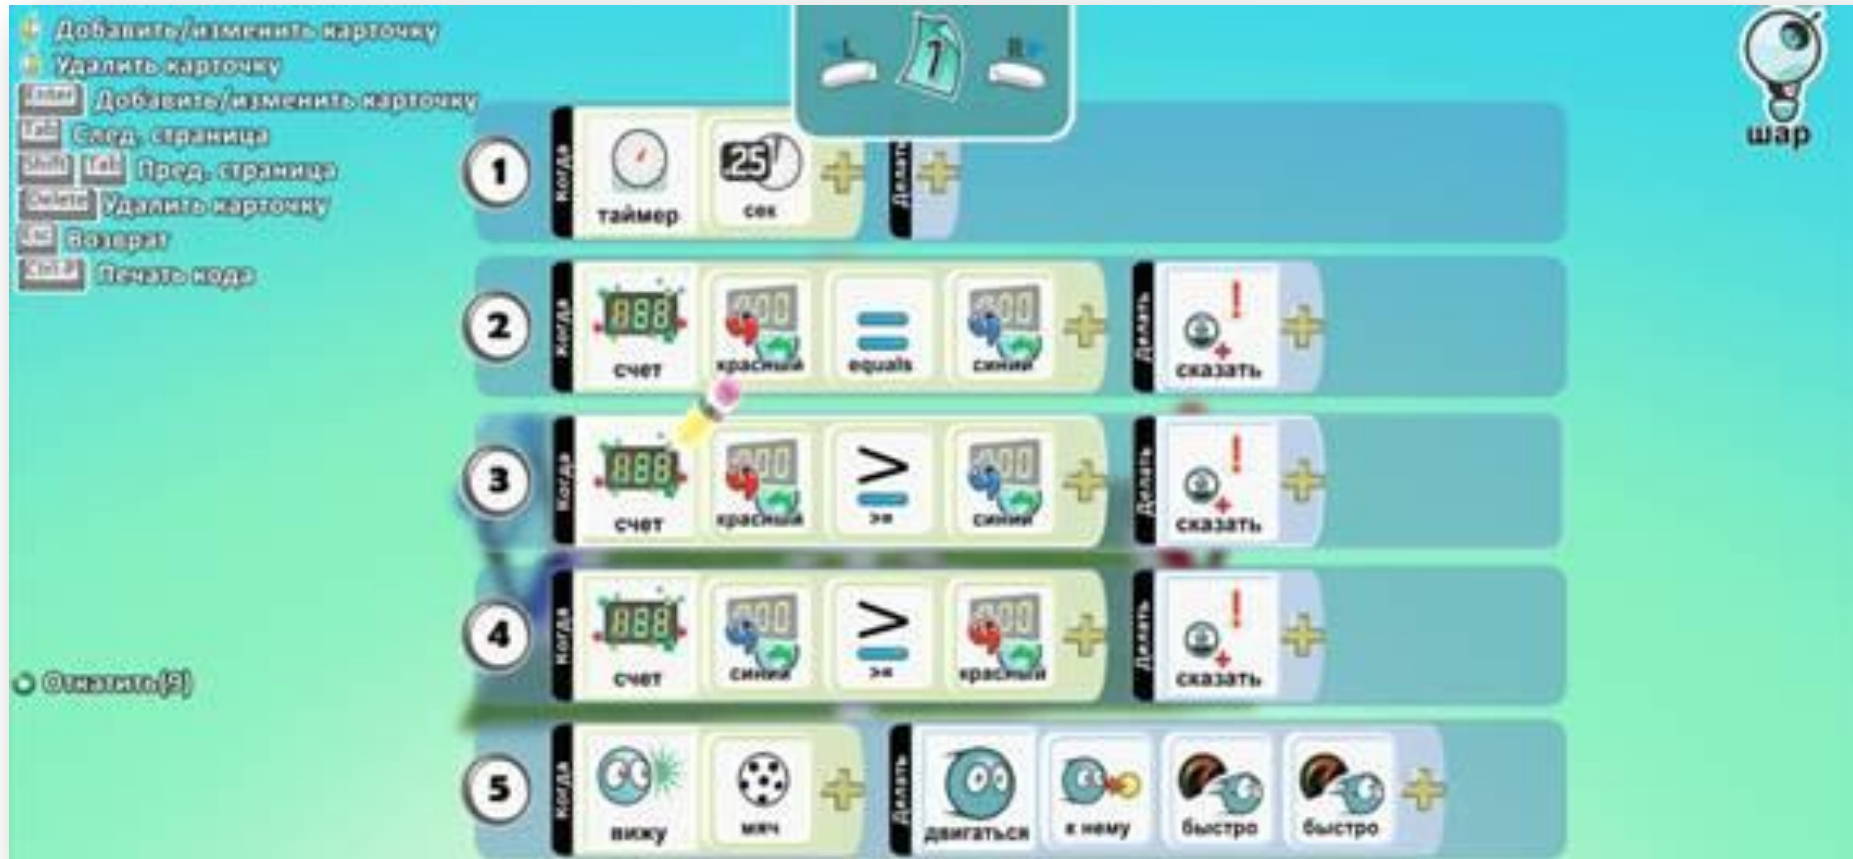 Добавить/изменить карточку
Удалить карточку
Enter Добавить/изменить карточку
Tab След. страница
Shift Tab Пред. страница
Delete Удалить карточку
Esc Возврат
Ctrl-P Печать кода
Откатить(9)
L 1 R
шар
1 Когда таймер .25 сек Делать
2 Когда счет красный equals синий Делать сказать
3 Когда счет красный >= синий Делать сказать
4 Когда счет синий >= красный Делать сказать
5 Когда вижу мяч Делать двигаться к нему быстро быстро